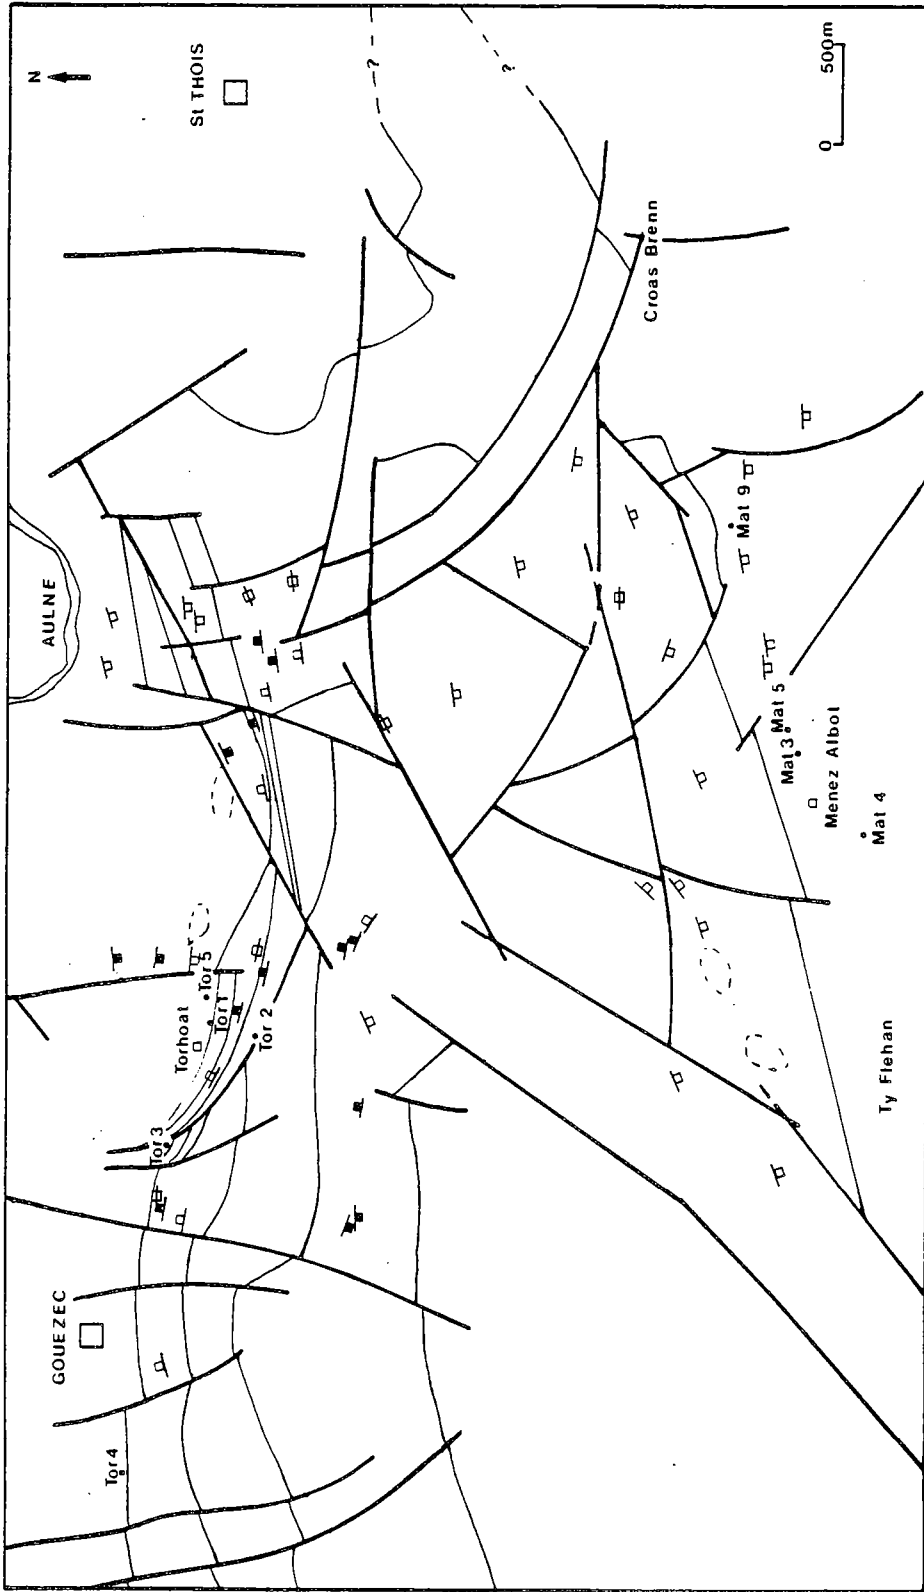 N
St THOIS
?
?
500m
0
AULNE
Croas Brenn
Mat 9
Mat 5
Mat 3
Menez Albot
Mat 4
Torhoat
Tor 5
Tor 1
Tor 2
Tor 3
GOUEZEC
Tor 4
Ty Flehan